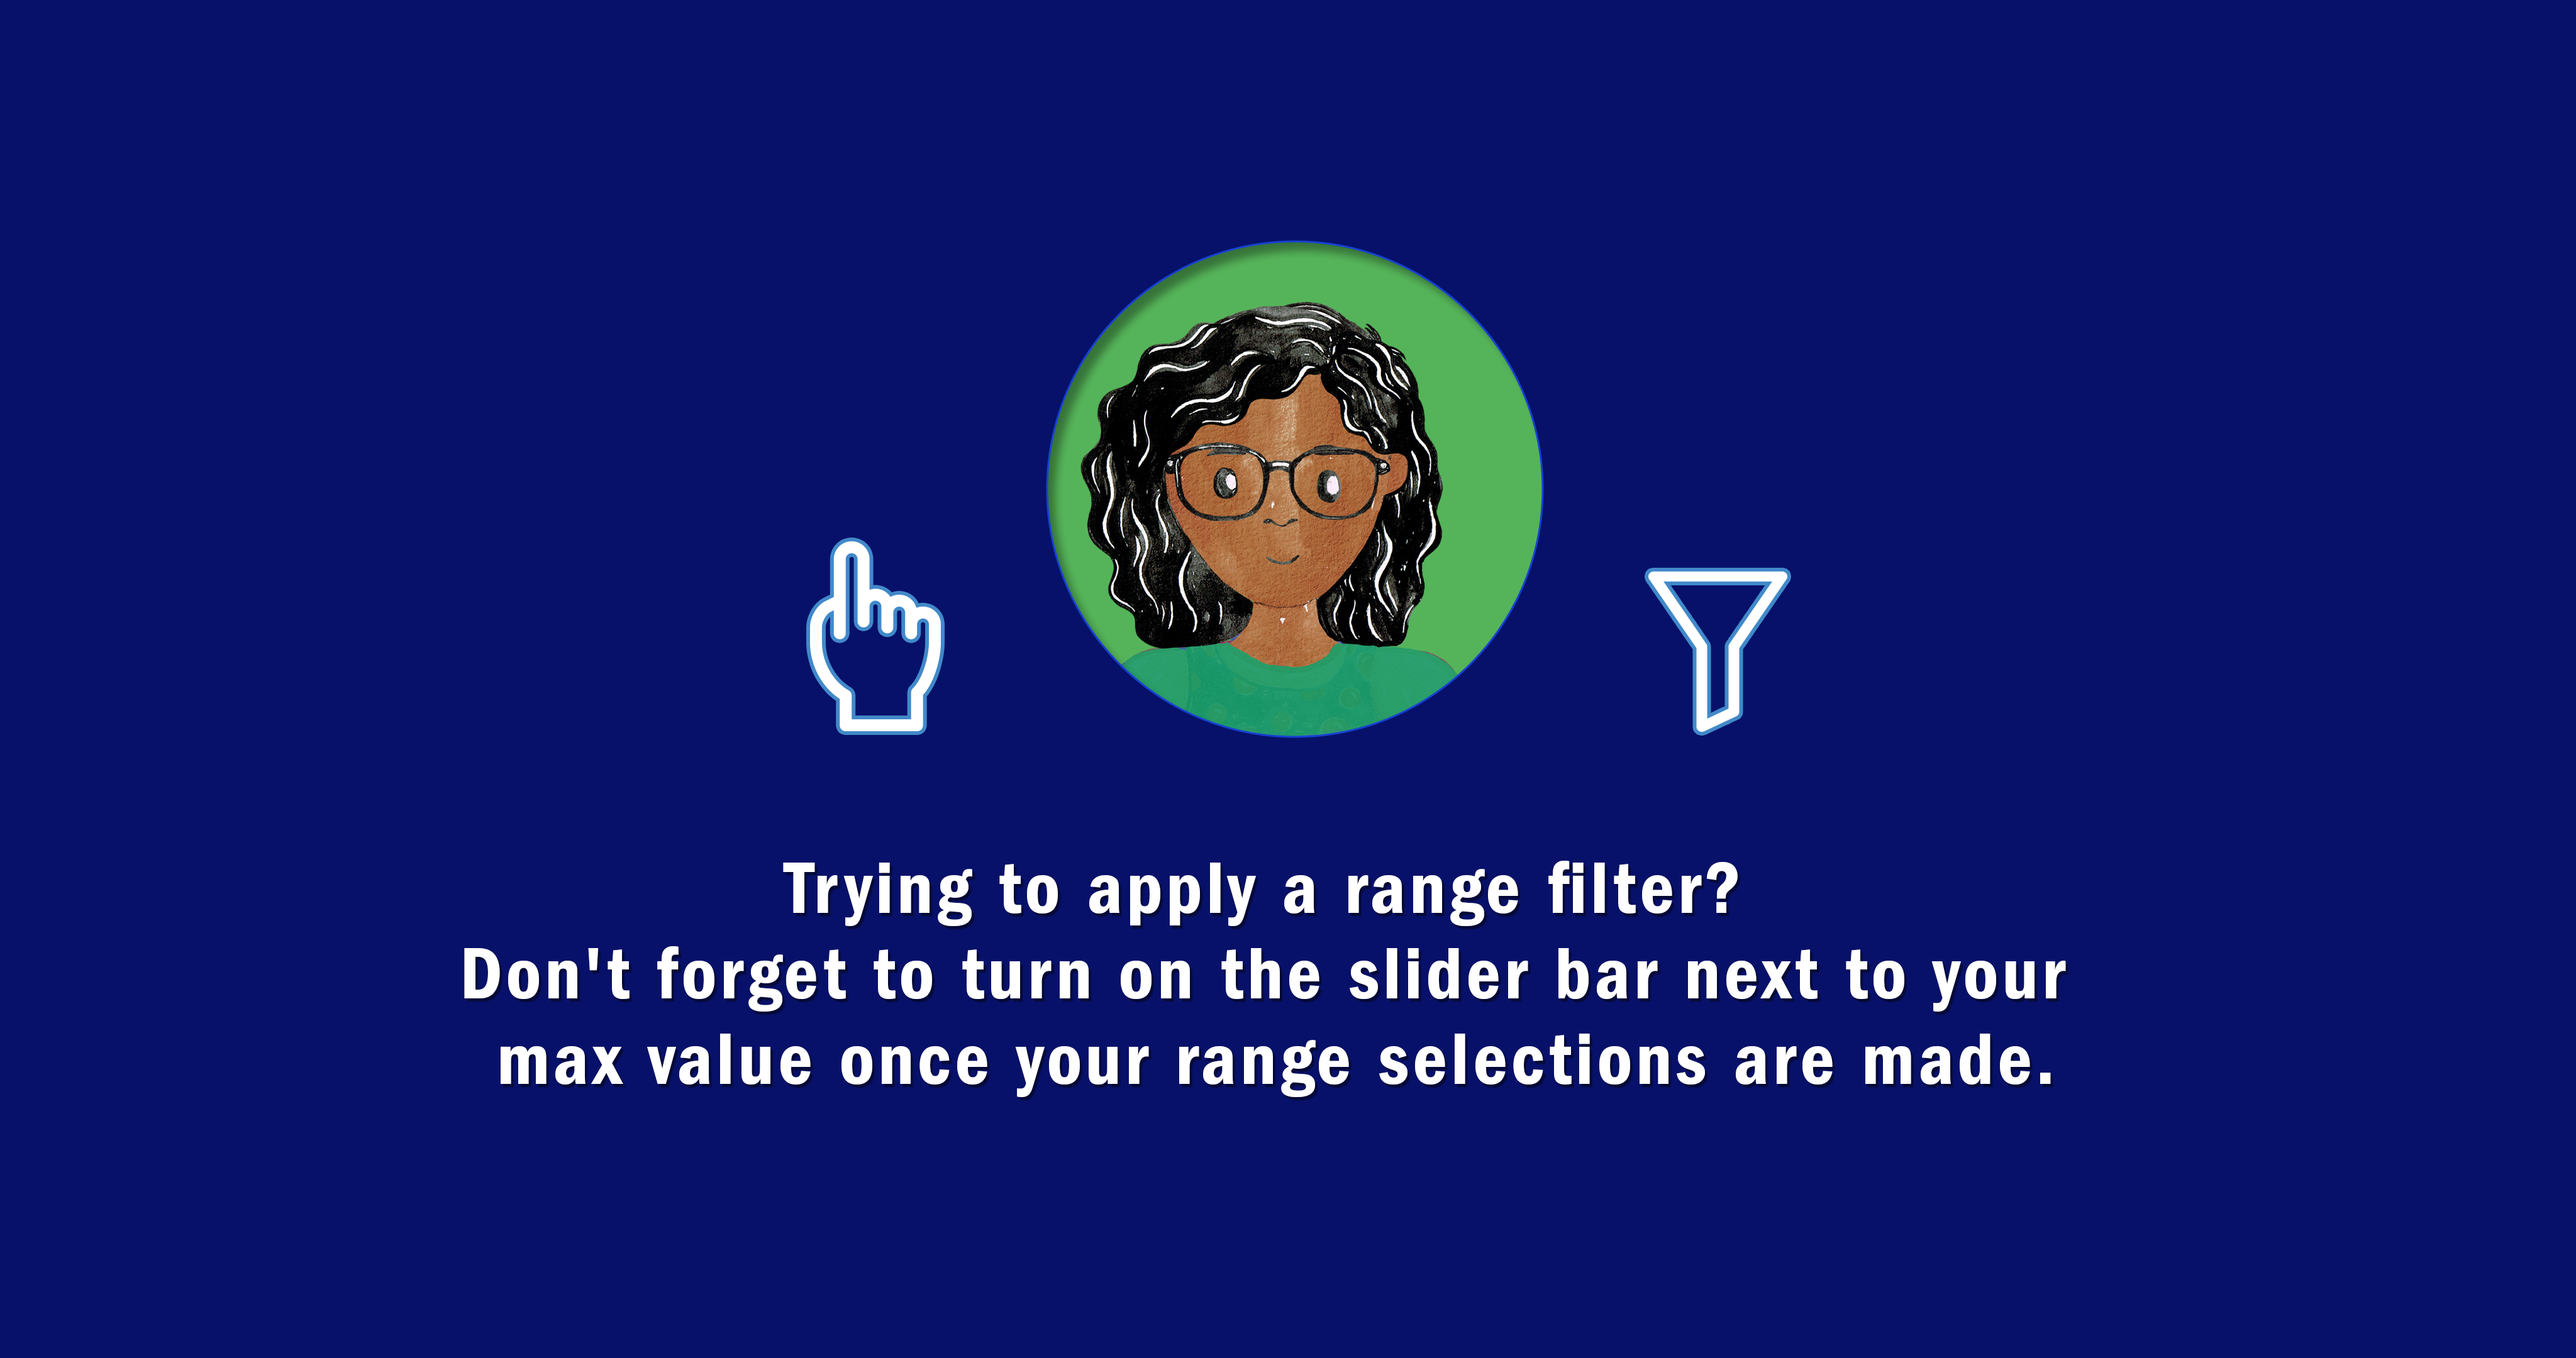 Trying to apply a range filter?
Don't forget to turn on the slider bar next to your
max value once your range selections are made.